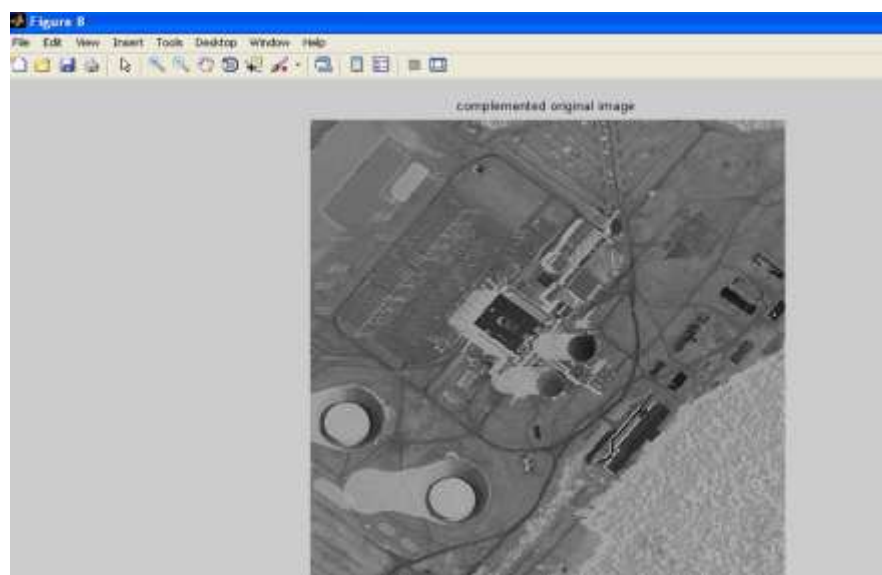 Figure 8
File Edit View Insert Tools Desktop Window Help
complemented original image